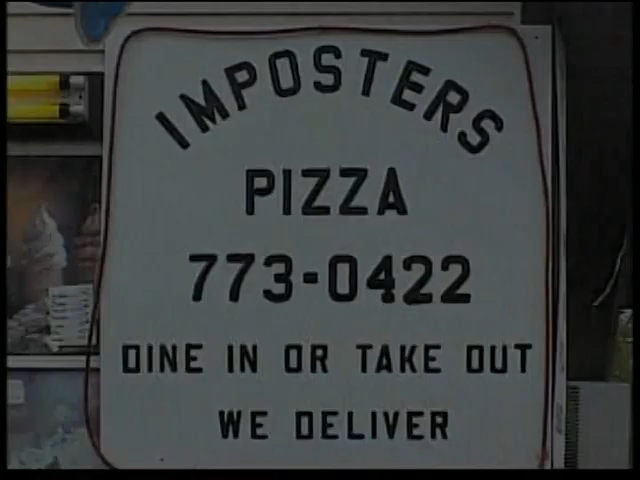 IMPOSTERS
PIZZA
773-0422
DINE IN OR TAKE OUT
WE DELIVER